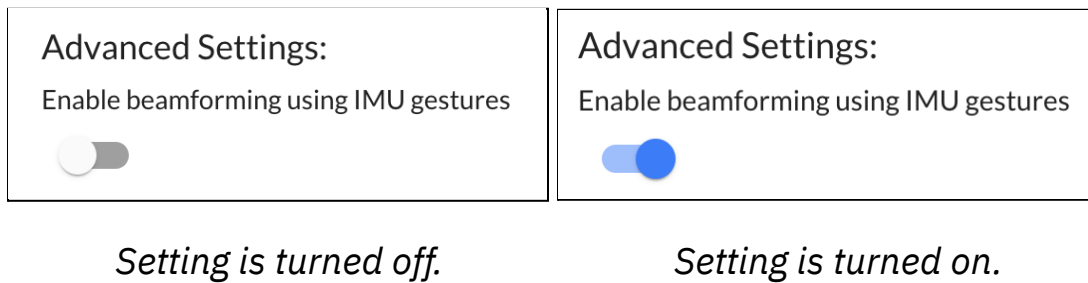 Advanced Settings:
Enable beamforming using IMU gestures
Setting is turned off.
Advanced Settings:
Enable beamforming using IMU gestures
Setting is turned on.